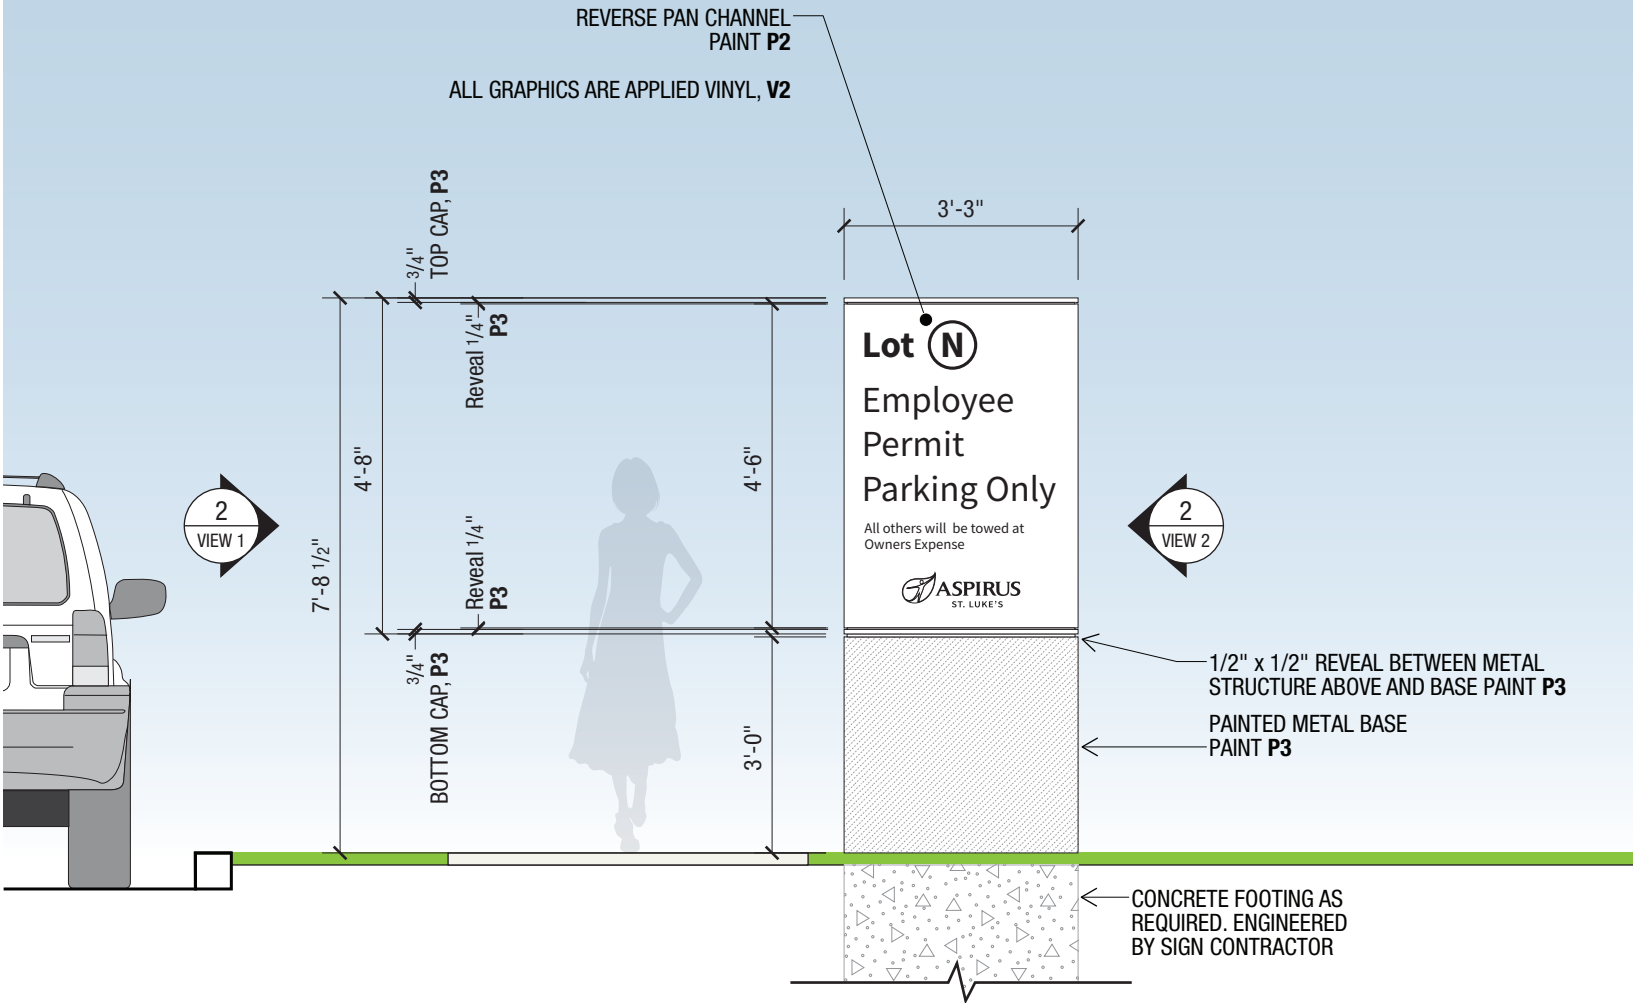 REVERSE PAN CHANNEL
PAINT P2
ALL GRAPHICS ARE APPLIED VINYL, V2
3/4"
TOP CAP, P3
3'-3"
Reveal 1/4"
P3
Lot N
Employee
Permit
Parking Only
All others will be towed at
Owners Expense
ASPIRUS
ST. LUKE'S
4'-8"
4'-6"
7'-8 1/2"
2
VIEW 1
2
VIEW 2
Reveal 1/4"
P3
3/4"
BOTTOM CAP, P3
3'-0"
1/2" x 1/2" REVEAL BETWEEN METAL
STRUCTURE ABOVE AND BASE PAINT P3
PAINTED METAL BASE
PAINT P3
CONCRETE FOOTING AS
REQUIRED. ENGINEERED
BY SIGN CONTRACTOR